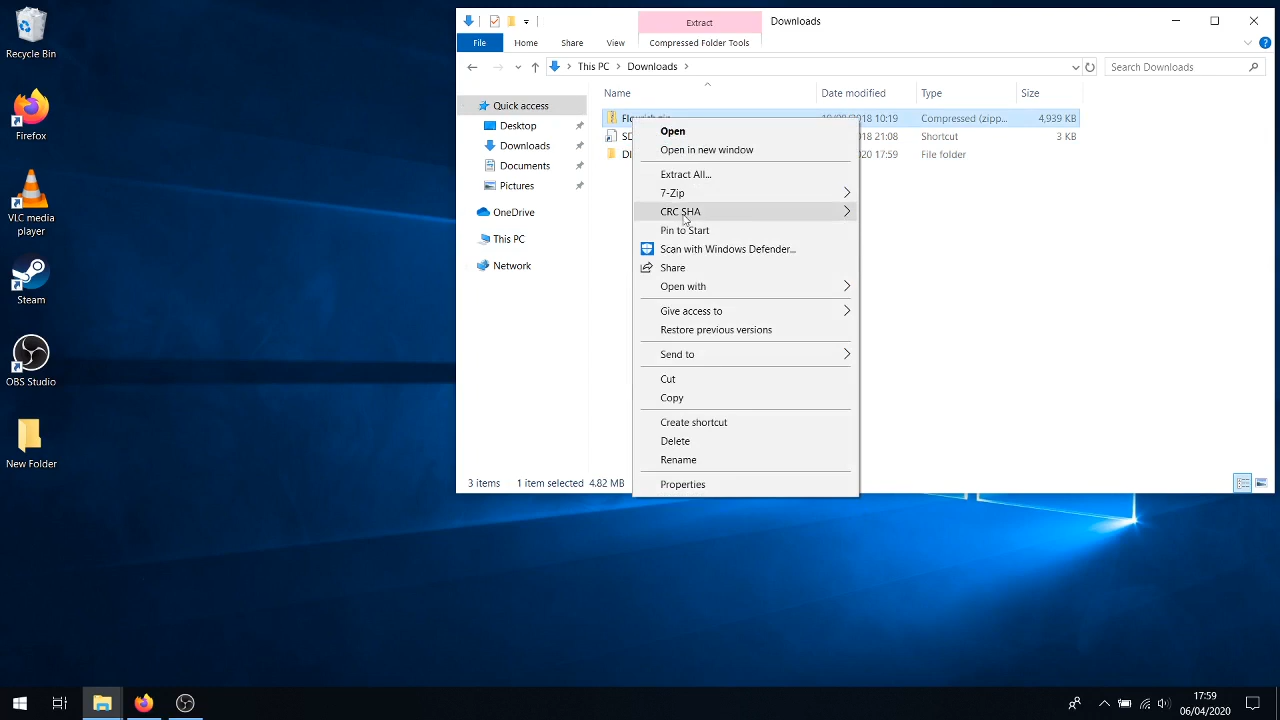 Recycle Bin
Firefox
VLC media
player
Steam
OBS Studio
New Folder
Extract
Downloads
File
Home
Share
View
Compressed Folder Tools
This PC
Downloads
Search Downloads
Name
Date modified
Type
Size
10:19
Compressed (zipp...
4,939 KB
21:08
Shortcut
3 KB
17:59
File folder
Quick access
Desktop
Downloads
Documents
Pictures
OneDrive
This PC
Network
Open
Open in new window
Extract All...
7-Zip
CRC SHA
Pin to Start
Scan with Windows Defender...
Share
Open with
Give access to
Restore previous versions
Send to
Cut
Copy
Create shortcut
Delete
Rename
Properties
3 items
1 item selected
4.82 MB
17:59
06/04/2020